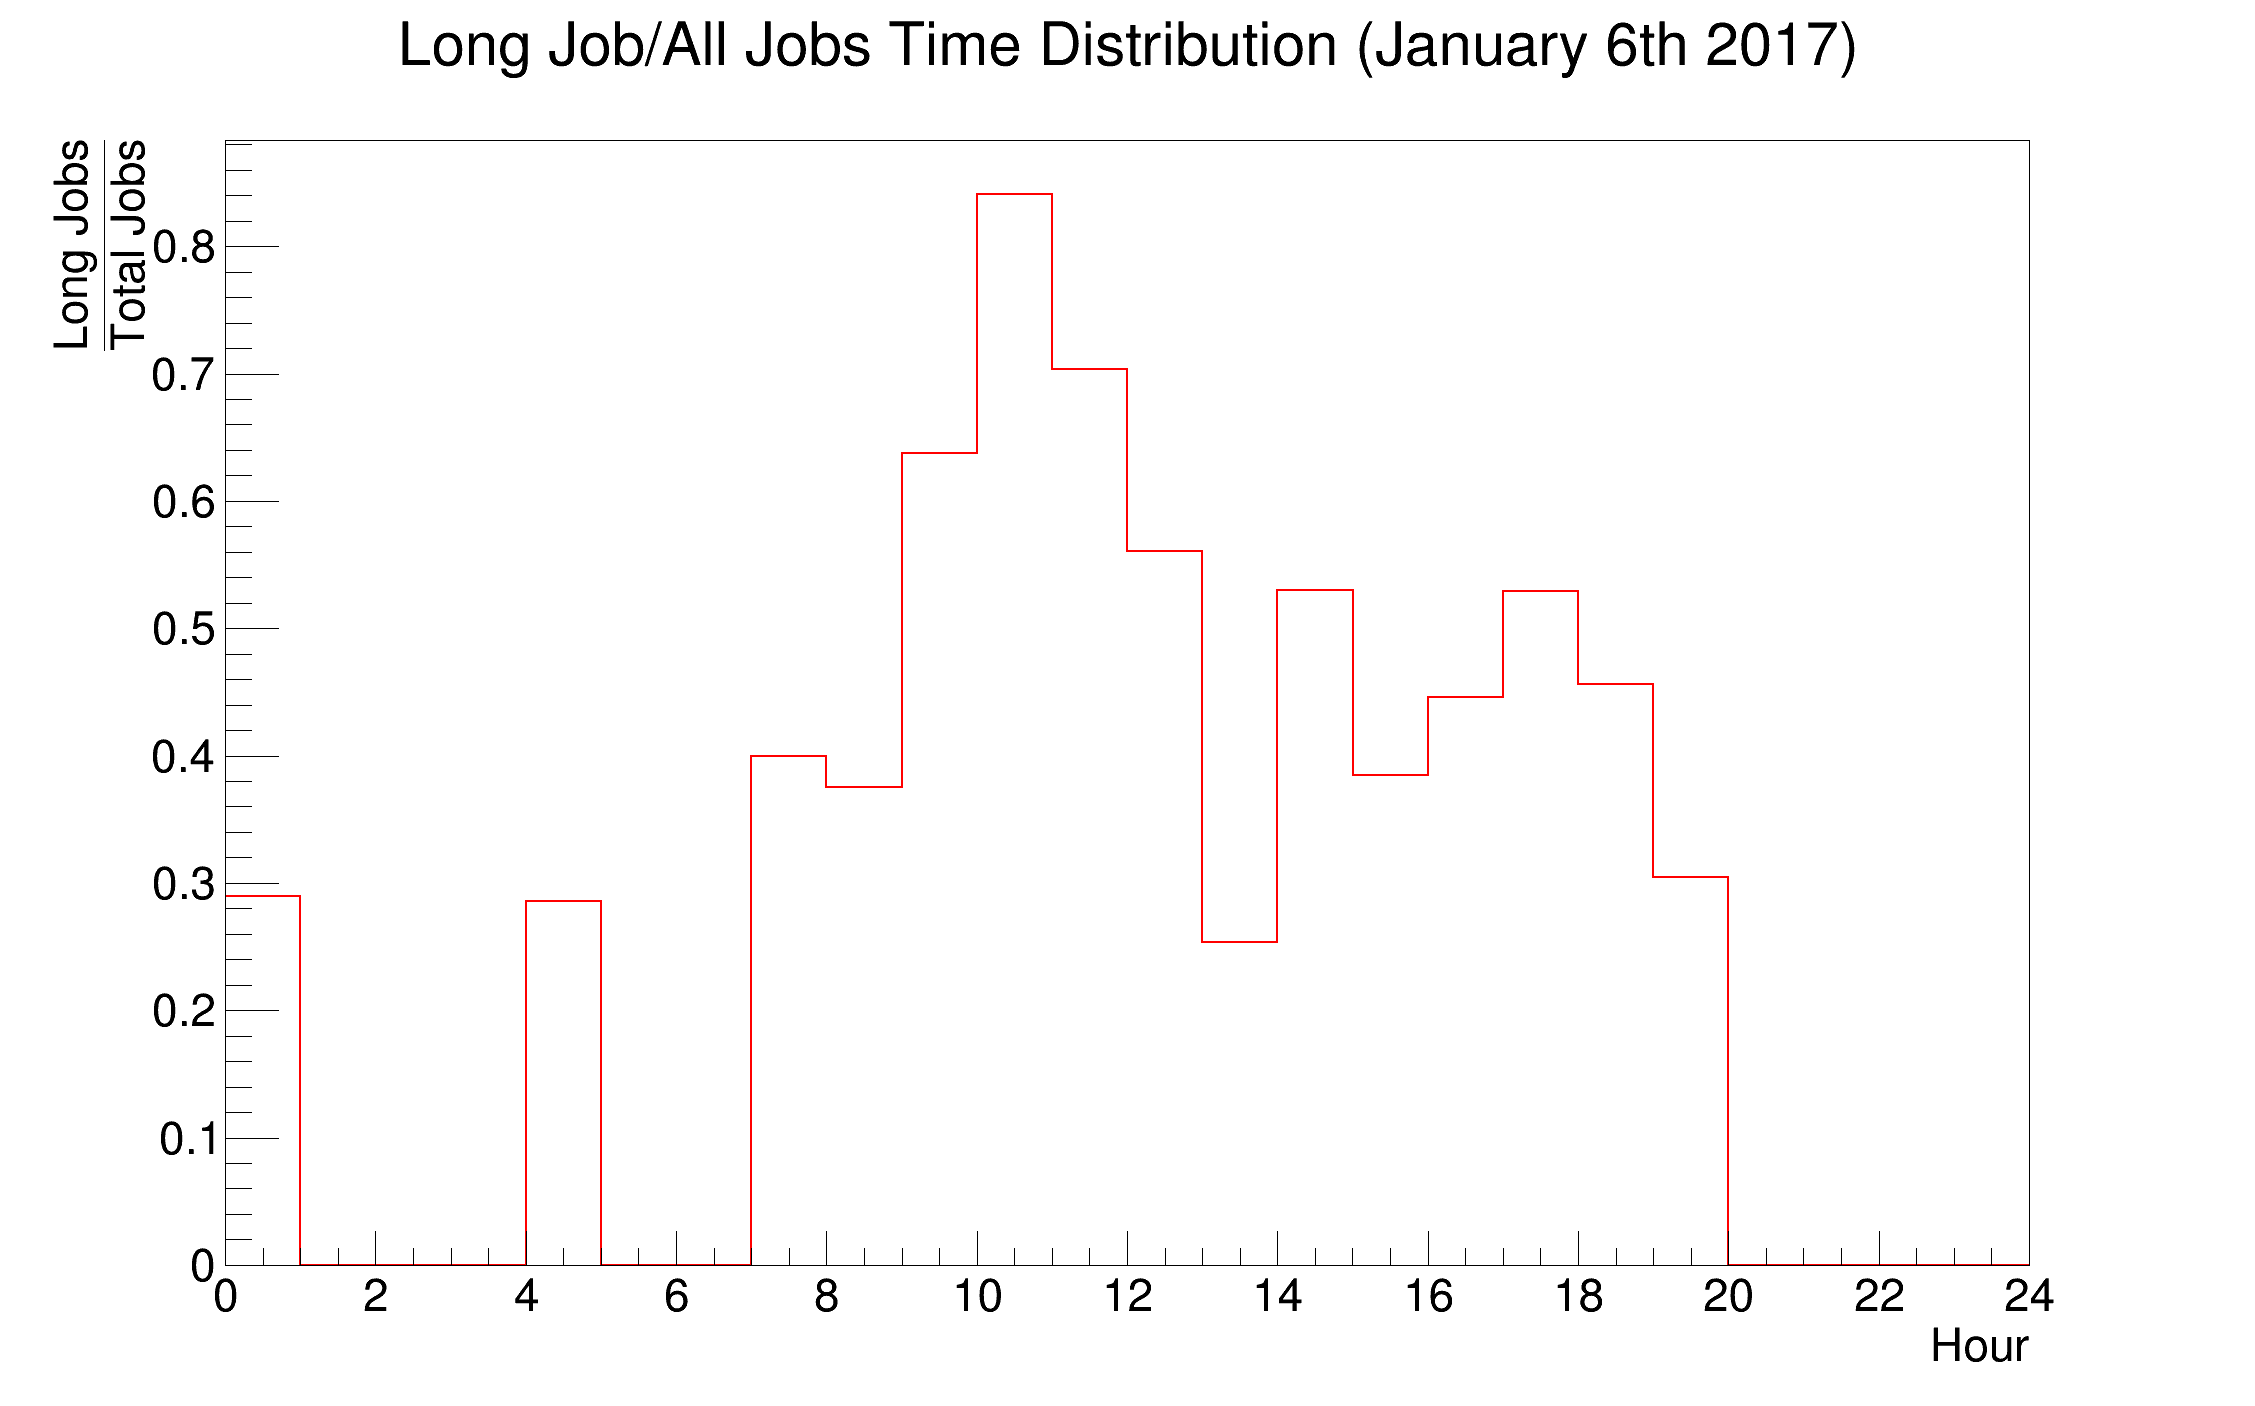 Long Job/All Jobs Time Distribution (January 6th 2017)
Long Jobs
Total Jobs
0.8
0.7
0.6
0.5
0.4
0.3
0.2
0.1
0
0 2 4 6 8 10 12 14 16 18 20 22 24
Hour